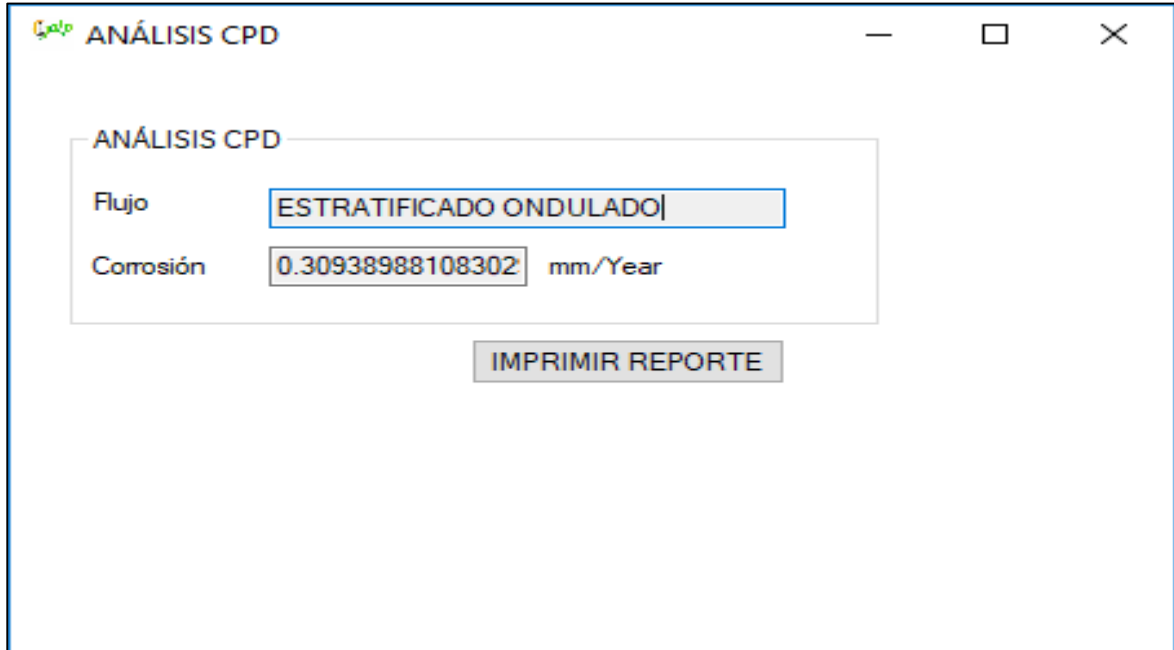 ANÁLISIS CPD
ANÁLISIS CPD
Flujo ESTRATIFICADO ONDULADO
Corrosión 0.30938988108302 mm/Year
IMPRIMIR REPORTE